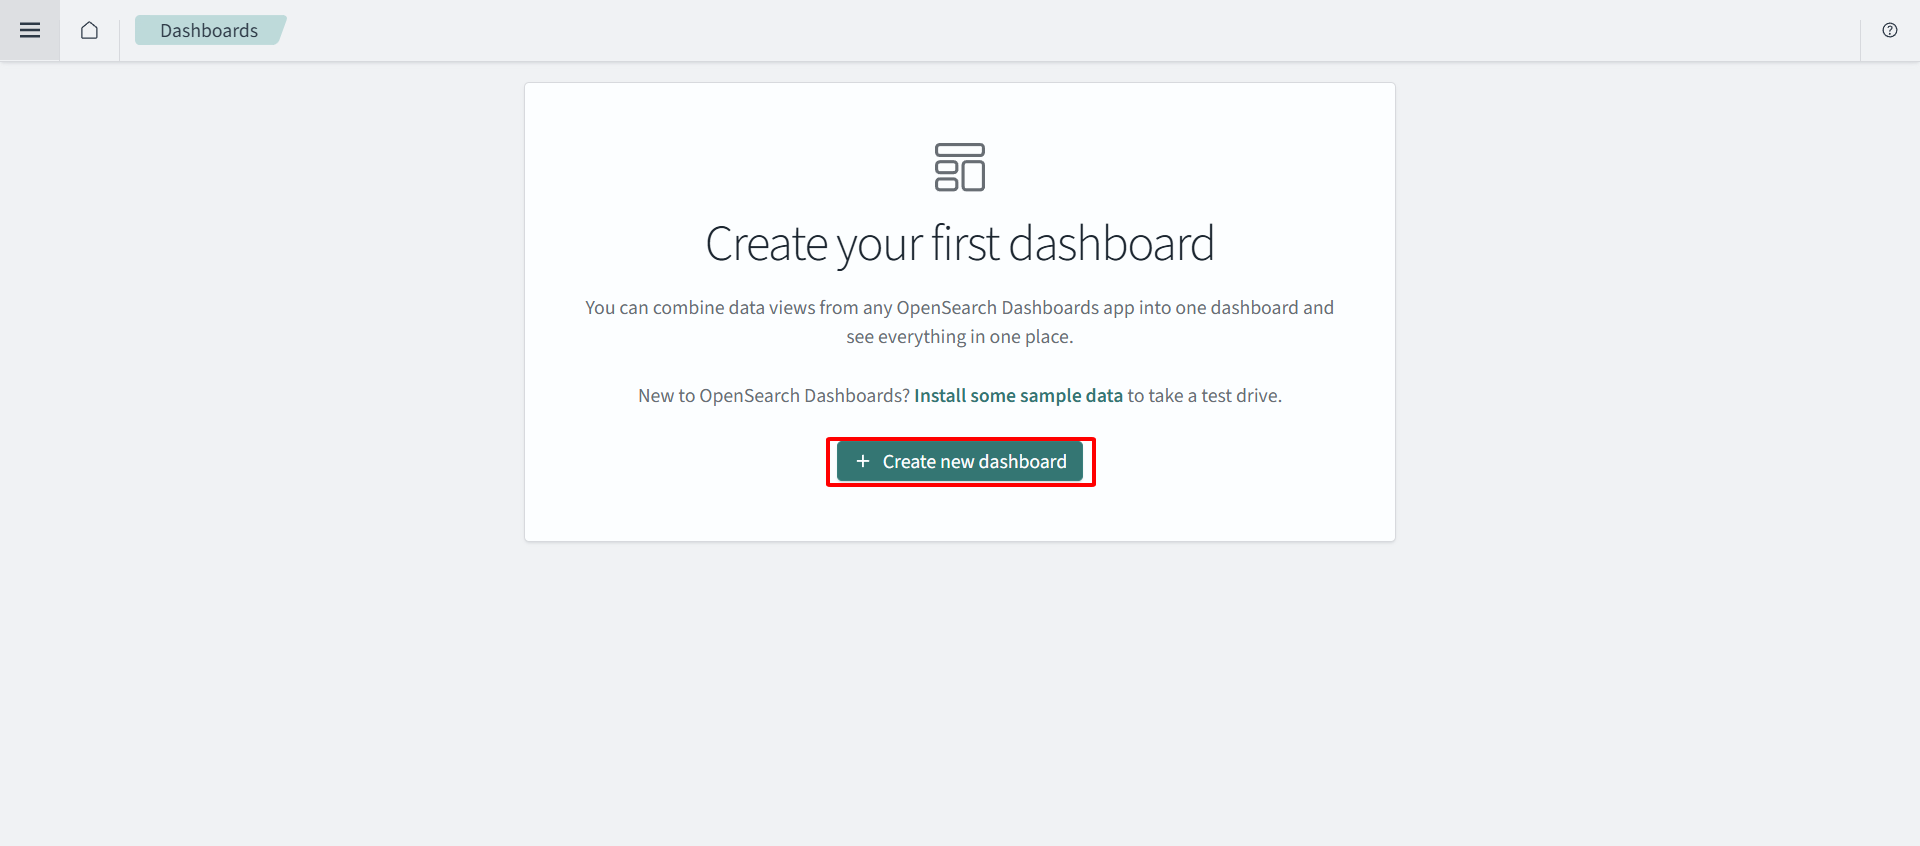 Dashboards
Create your first dashboard
You can combine data views from any OpenSearch Dashboards app into one dashboard and
see everything in one place.
New to OpenSearch Dashboards? Install some sample data to take a test drive.
+ Create new dashboard